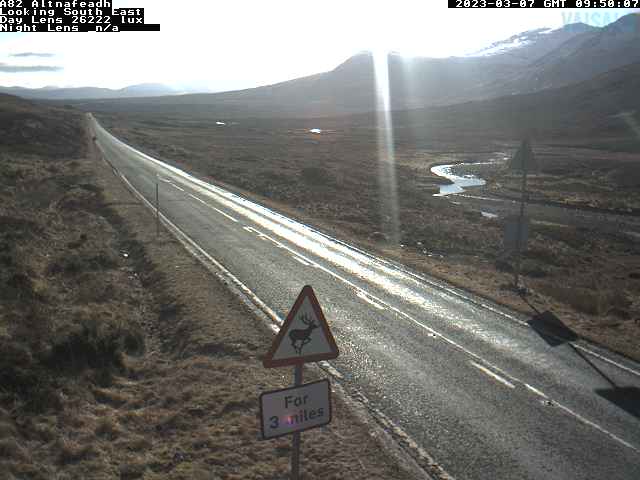 A82 Altnafeadh
Looking South East
Day Lens 26222 lux
Night Lens n/a
2023-03-07 GMT 09:50:07
VAISALA
For
3 miles